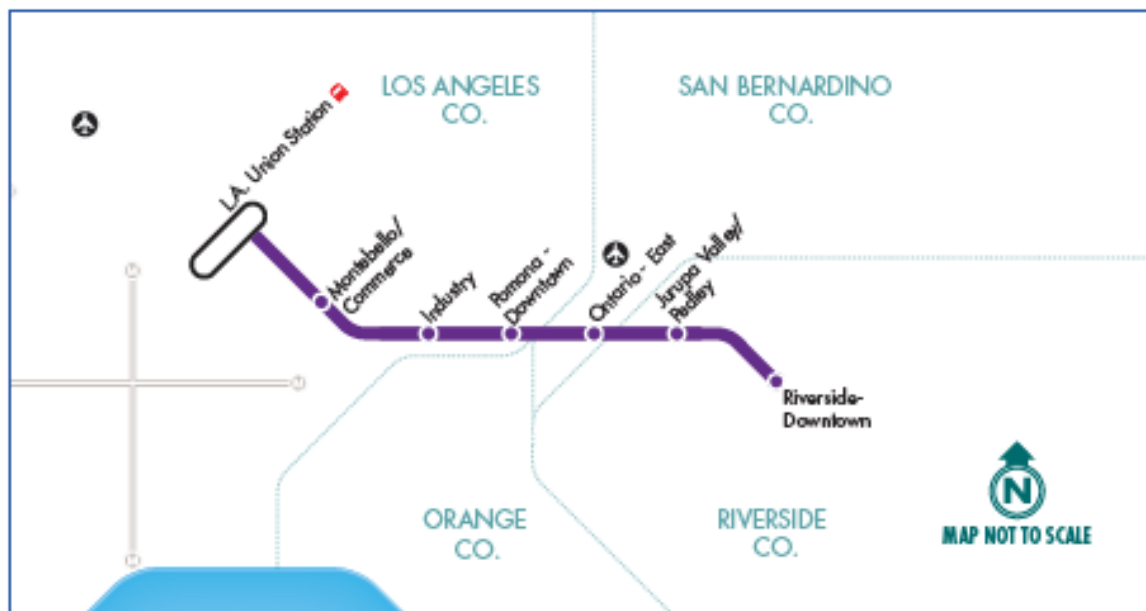 LOS ANGELES
CO.
SAN BERNARDINO
CO.
L.A. Union Station
Montebello/
Commerce
Industry
Pomona -
Downtown
Ontario - East
Jurupa Valley/
Pedley
Riverside-
Downtown
ORANGE
CO.
RIVERSIDE
CO.
N
MAP NOT TO SCALE